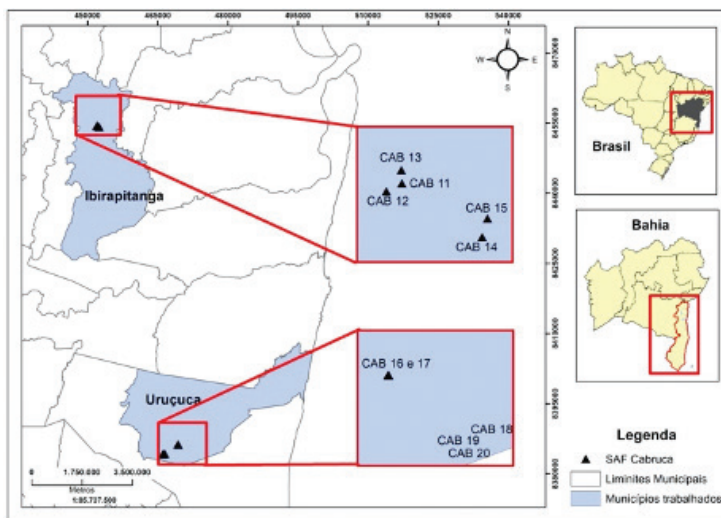 450000 465000 480000 495000 510000 525000 540000
N
W E
S
8470000
8455000
8440000
8425000
8410000
8395000
8380000
Ibirapitanga
CAB 13
CAB 11
CAB 12
CAB 15
CAB 14
Uruçuca
CAB 16 e 17
CAB 18
CAB 19
CAB 20
0 1.750.000 3.500.000
Metros
1:85.737.500
Brasil
Bahia
Legenda
SAF Cabruca
Liminites Municipais
Municípios trabalhados